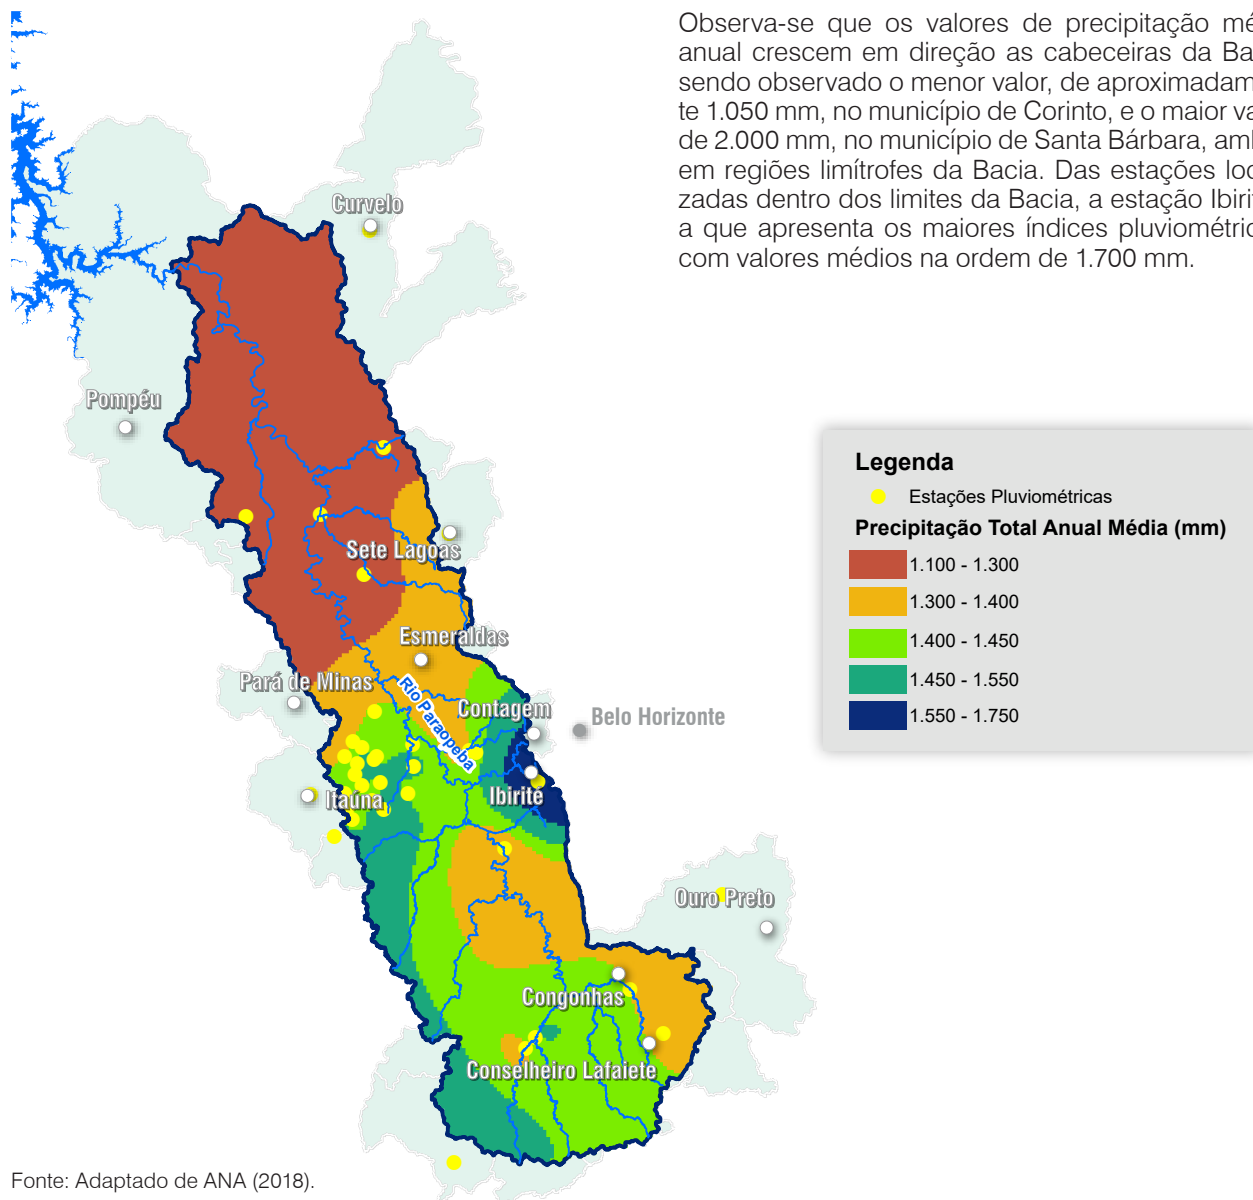 Observa-se que os valores de precipitação mé
anual crescem em direção as cabeceiras da Ba
sendo observado o menor valor, de aproximadam
te 1.050 mm, no município de Corinto, e o maior va
de 2.000 mm, no município de Santa Bárbara, am
em regiões limítrofes da Bacia. Das estações loc
zadas dentro dos limites da Bacia, a estação Ibirit
a que apresenta os maiores índices pluviométric
com valores médios na ordem de 1.700 mm.
Curvelo
Pompéu
Legenda
Estações Pluviométricas
Precipitação Total Anual Média (mm)
1.100 - 1.300
1.300 - 1.400
1.400 - 1.450
1.450 - 1.550
1.550 - 1.750
Sete Lagoas
Esmeraldas
Pará de Minas
Rio Paraopeba
Contagem
Belo Horizonte
Itaúna
Ibirité
Ouro Preto
Congonhas
Conselheiro Lafaiete
Fonte: Adaptado de ANA (2018).